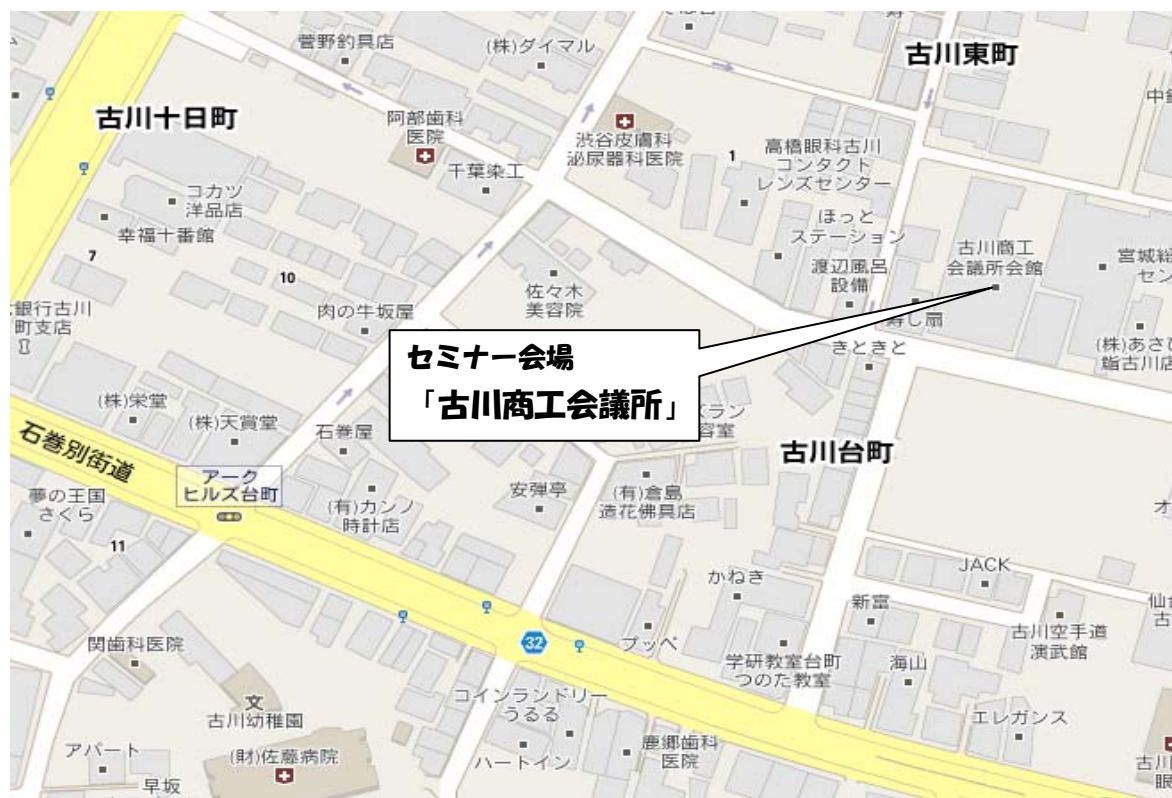 菅野釣具店
(株)ダイマル
古川東町
古川十日町
阿部歯科
医院
渋谷皮膚科
泌尿器科医院
1
高橋眼科古川
コンタクト
レンズセンター
千葉染工
コカツ
洋品店
幸福十番館
7
10
ほっと
ステーション
古川商工
会議所会館
渡辺風呂
設備
佐々木
美容院
肉の牛坂屋
銀行古川
町支店
寿し扇
(株)あさひ
鮨古川店
きときと
セミナー会場
「古川商工会議所」
(株)栄堂
(株)天賞堂
石巻屋
古川台町
石巻別街道
アーク
ヒルズ台町
夢の王国
さくら
(有)カンノ
時計店
安弾亭
(有)倉島
造花佛具店
11
かねき
JACK
新富
古川空手道
演武館
32
プッペ
関歯科医院
学研教室台町
つのた教室
海山
文
古川幼稚園
コインランドリー
うるる
エレガンス
アパート
(財)佐藤病院
ハートイン
鹿郷歯科
医院
早坂